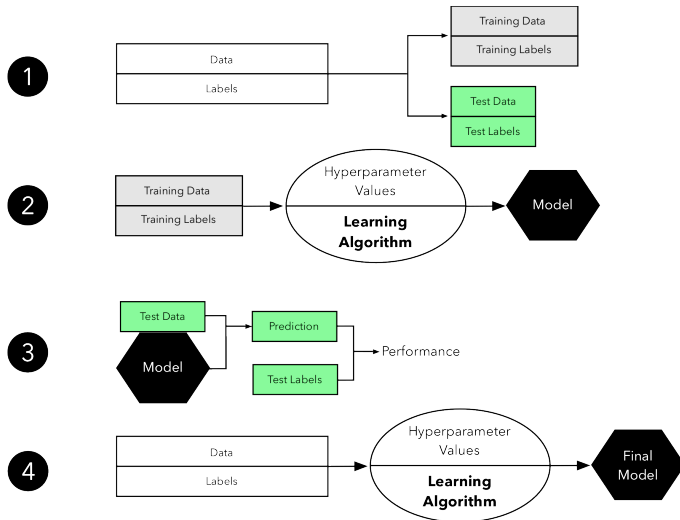 1
Data
Labels
Training Data
Training Labels
Test Data
Test Labels
2
Training Data
Training Labels
Hyperparameter
Values
Learning
Algorithm
Model
3
Test Data
Model
Prediction
Test Labels
Performance
4
Data
Labels
Hyperparameter
Values
Learning
Algorithm
Final
Model